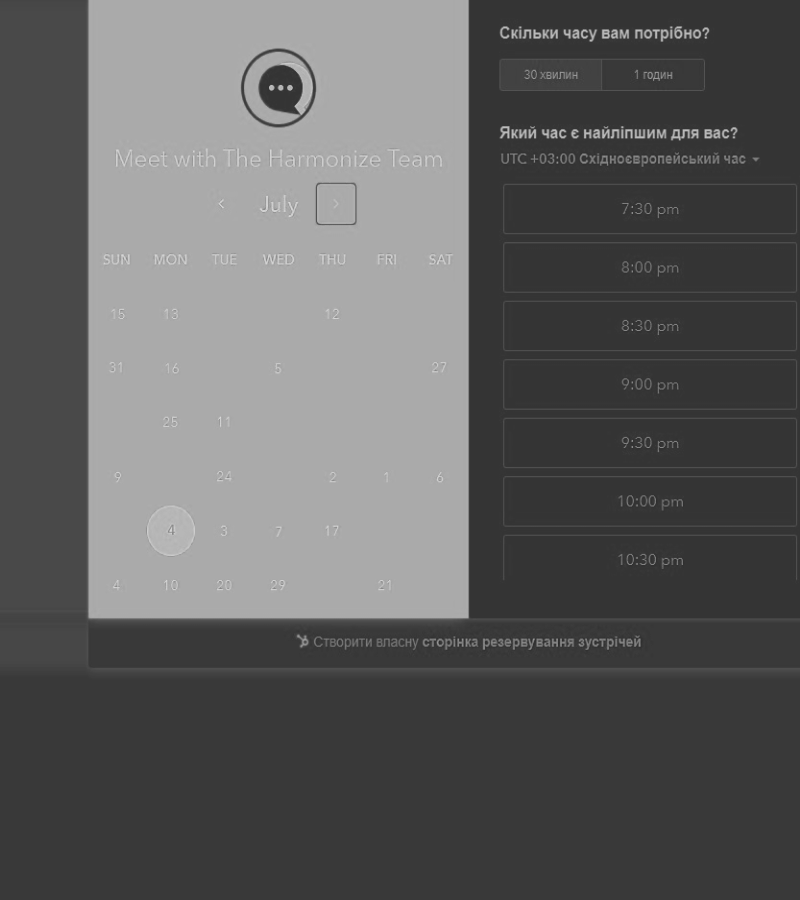 Meet with The Harmonize Team
July
SUN MON TUE WED THU FRI SAT
15 13 12
31 16 5 27
25 11
9 24 2 1 6
4 3 7 17
4 10 20 29 21
Скільки часу вам потрібно?
30 хвилин 1 годин
Який час є найліпшим для вас?
UTC +03:00 Східноєвропейський час
7:30 pm
8:00 pm
8:30 pm
9:00 pm
9:30 pm
10:00 pm
10:30 pm
Створити власну сторінка резервування зустрічей